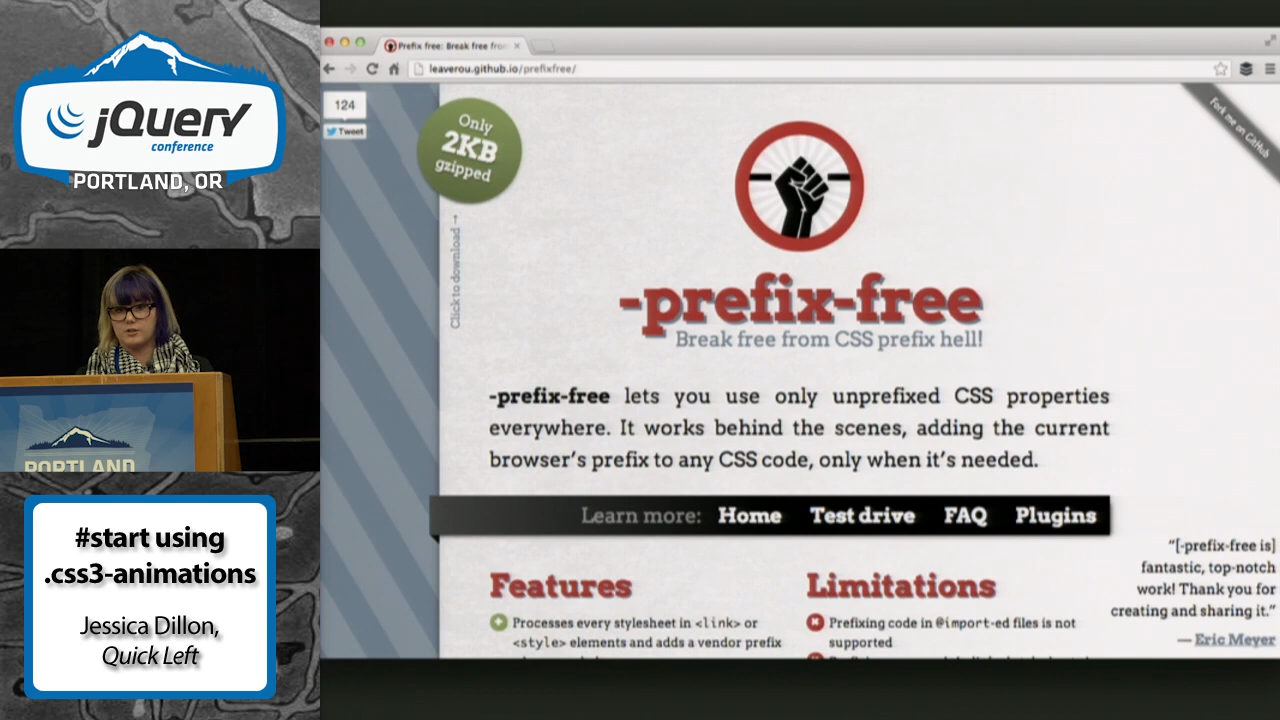 jQuery
conference
PORTLAND, OR
PORTLAND
#start using
.css3-animations
Jessica Dillon,
Quick Left
Prefix free: Break free from
leaverou.github.io/prefixfree/
124
Tweet
Only
2KB
gzipped
Click to download →
Fork me on GitHub
-prefix-free
Break free from CSS prefix hell!
-prefix-free lets you use only unprefixed CSS properties
everywhere. It works behind the scenes, adding the current
browser's prefix to any CSS code, only when it's needed.
Learn more: Home Test drive FAQ Plugins
Features
Processes every stylesheet in <link> or
<style> elements and adds a vendor prefix
Limitations
Prefixing code in @import-ed files is not
supported
“[-prefix-free is]
fantastic, top-notch
work! Thank you for
creating and sharing it.”
— Eric Meyer